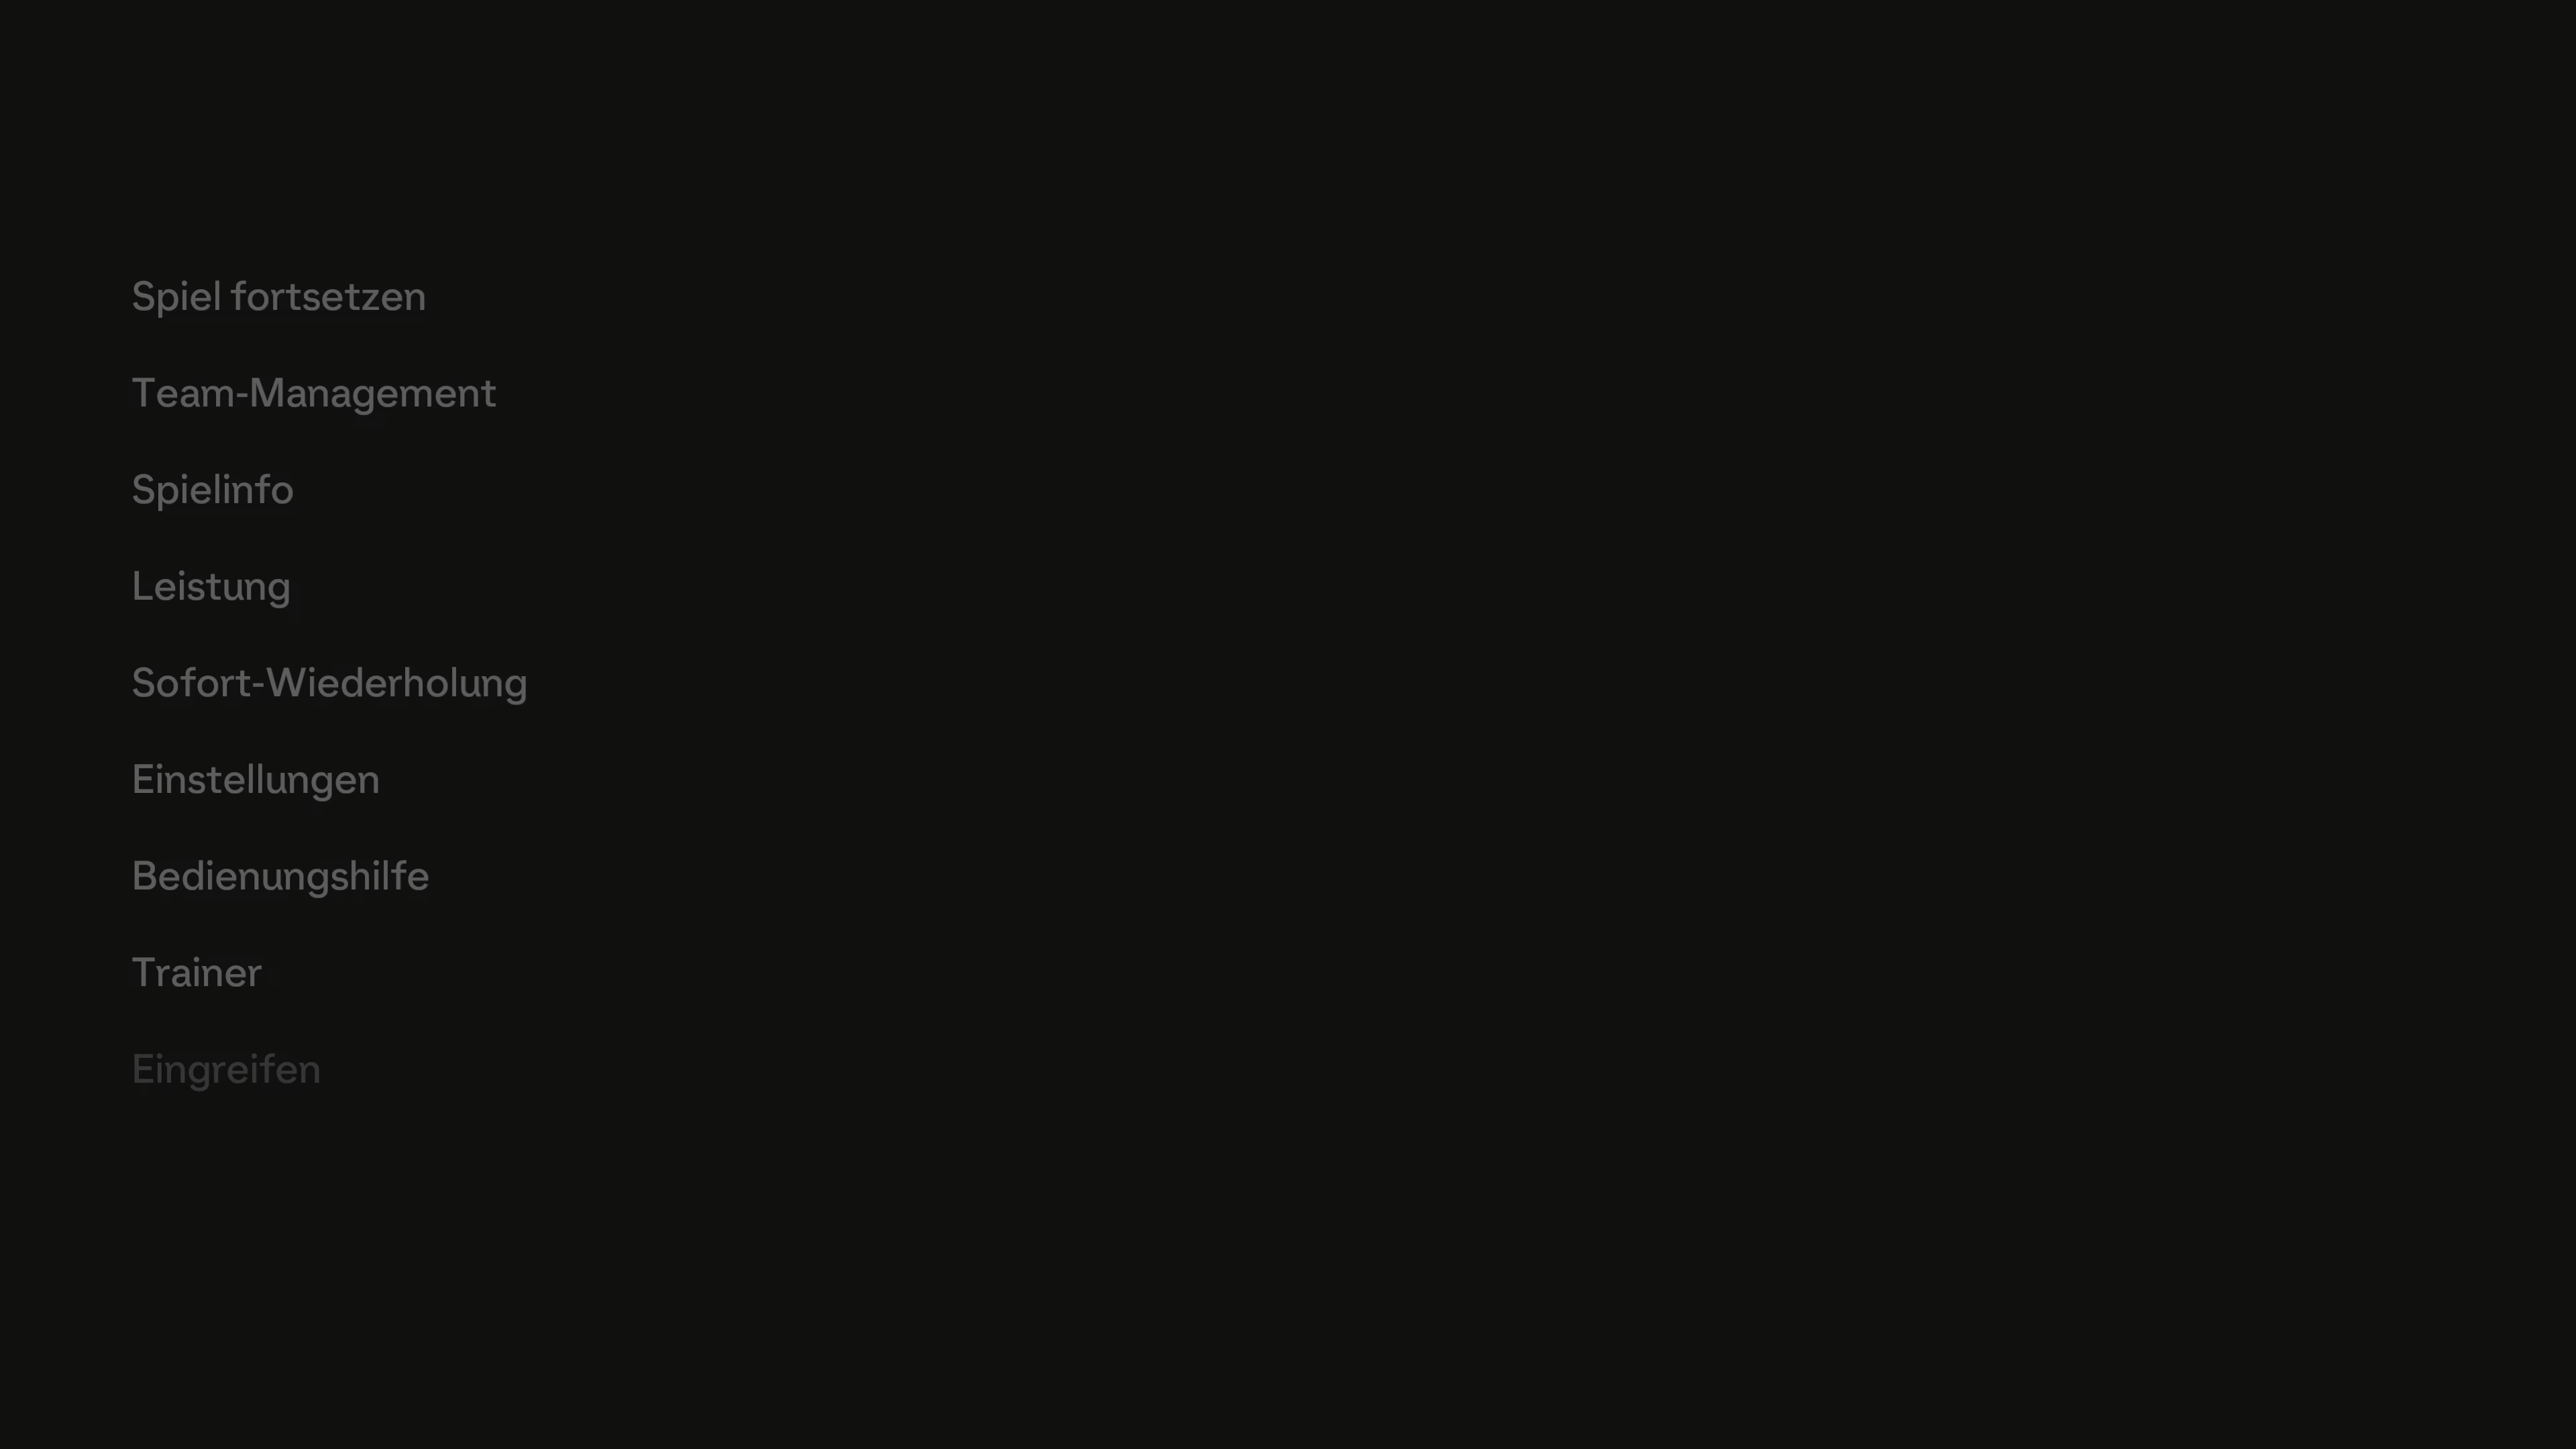 Spiel fortsetzen
Team-Management
Spielinfo
Leistung
Sofort-Wiederholung
Einstellungen
Bedienungshilfe
Trainer
Eingreifen